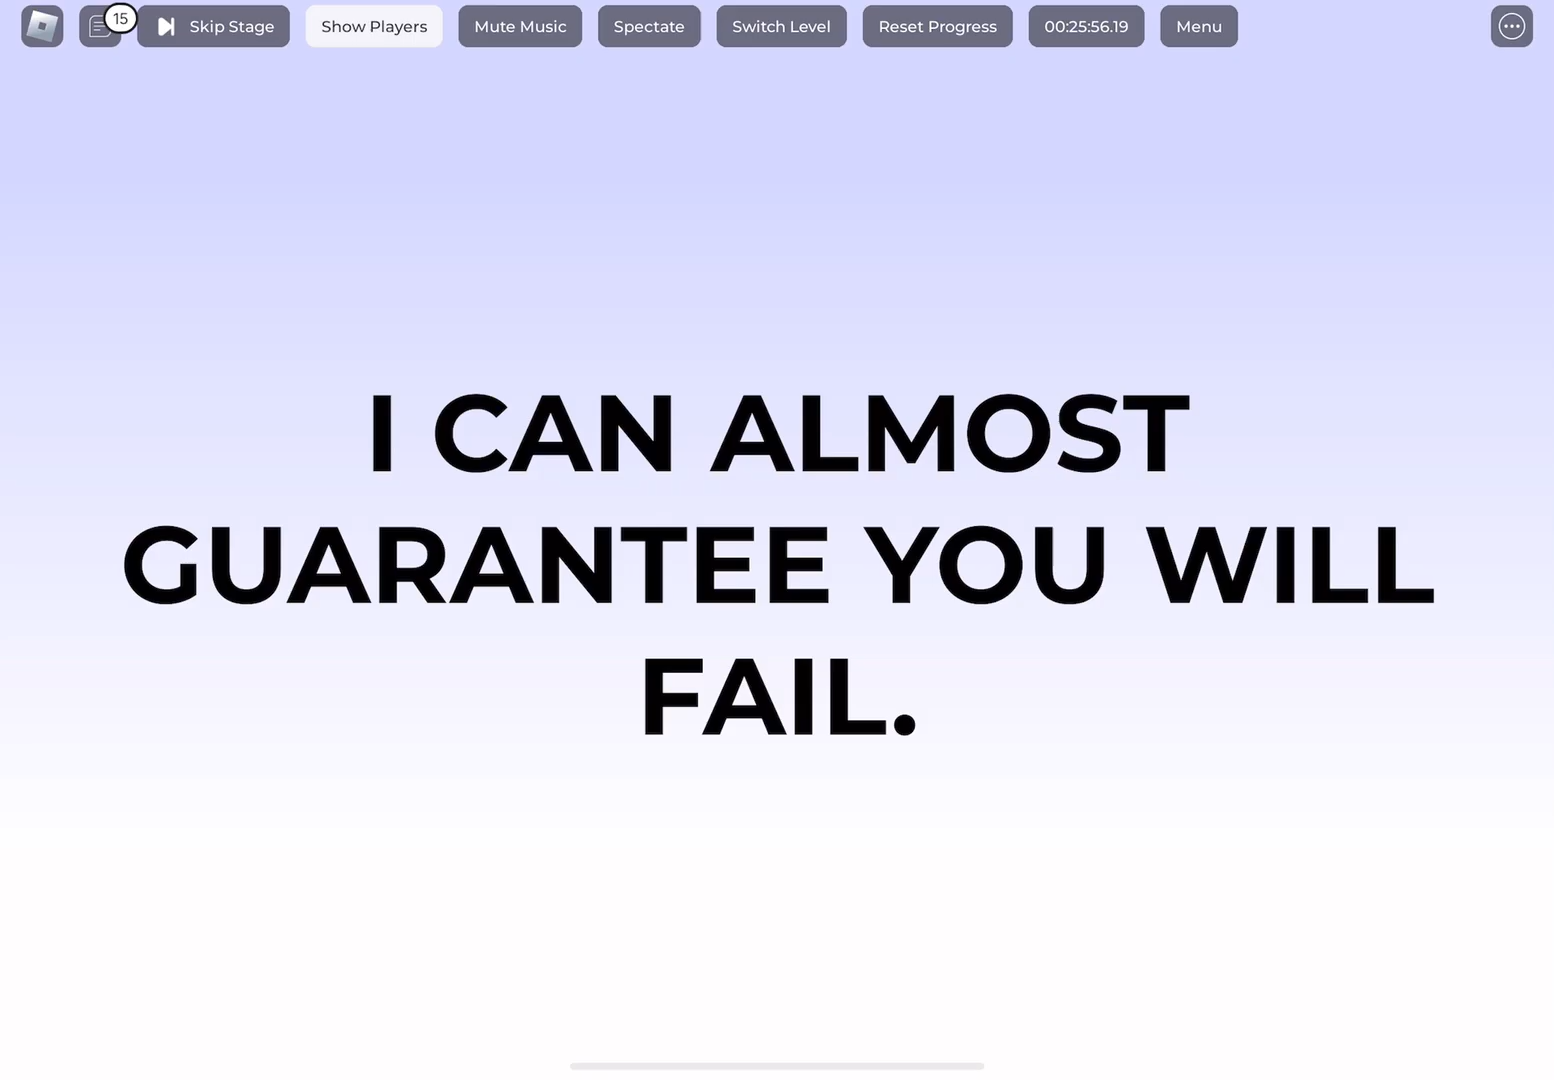 15
Skip Stage
Show Players
Mute Music
Spectate
Switch Level
Reset Progress
00:25:56.19
Menu
I CAN ALMOST
GUARANTEE YOU WILL
FAIL.